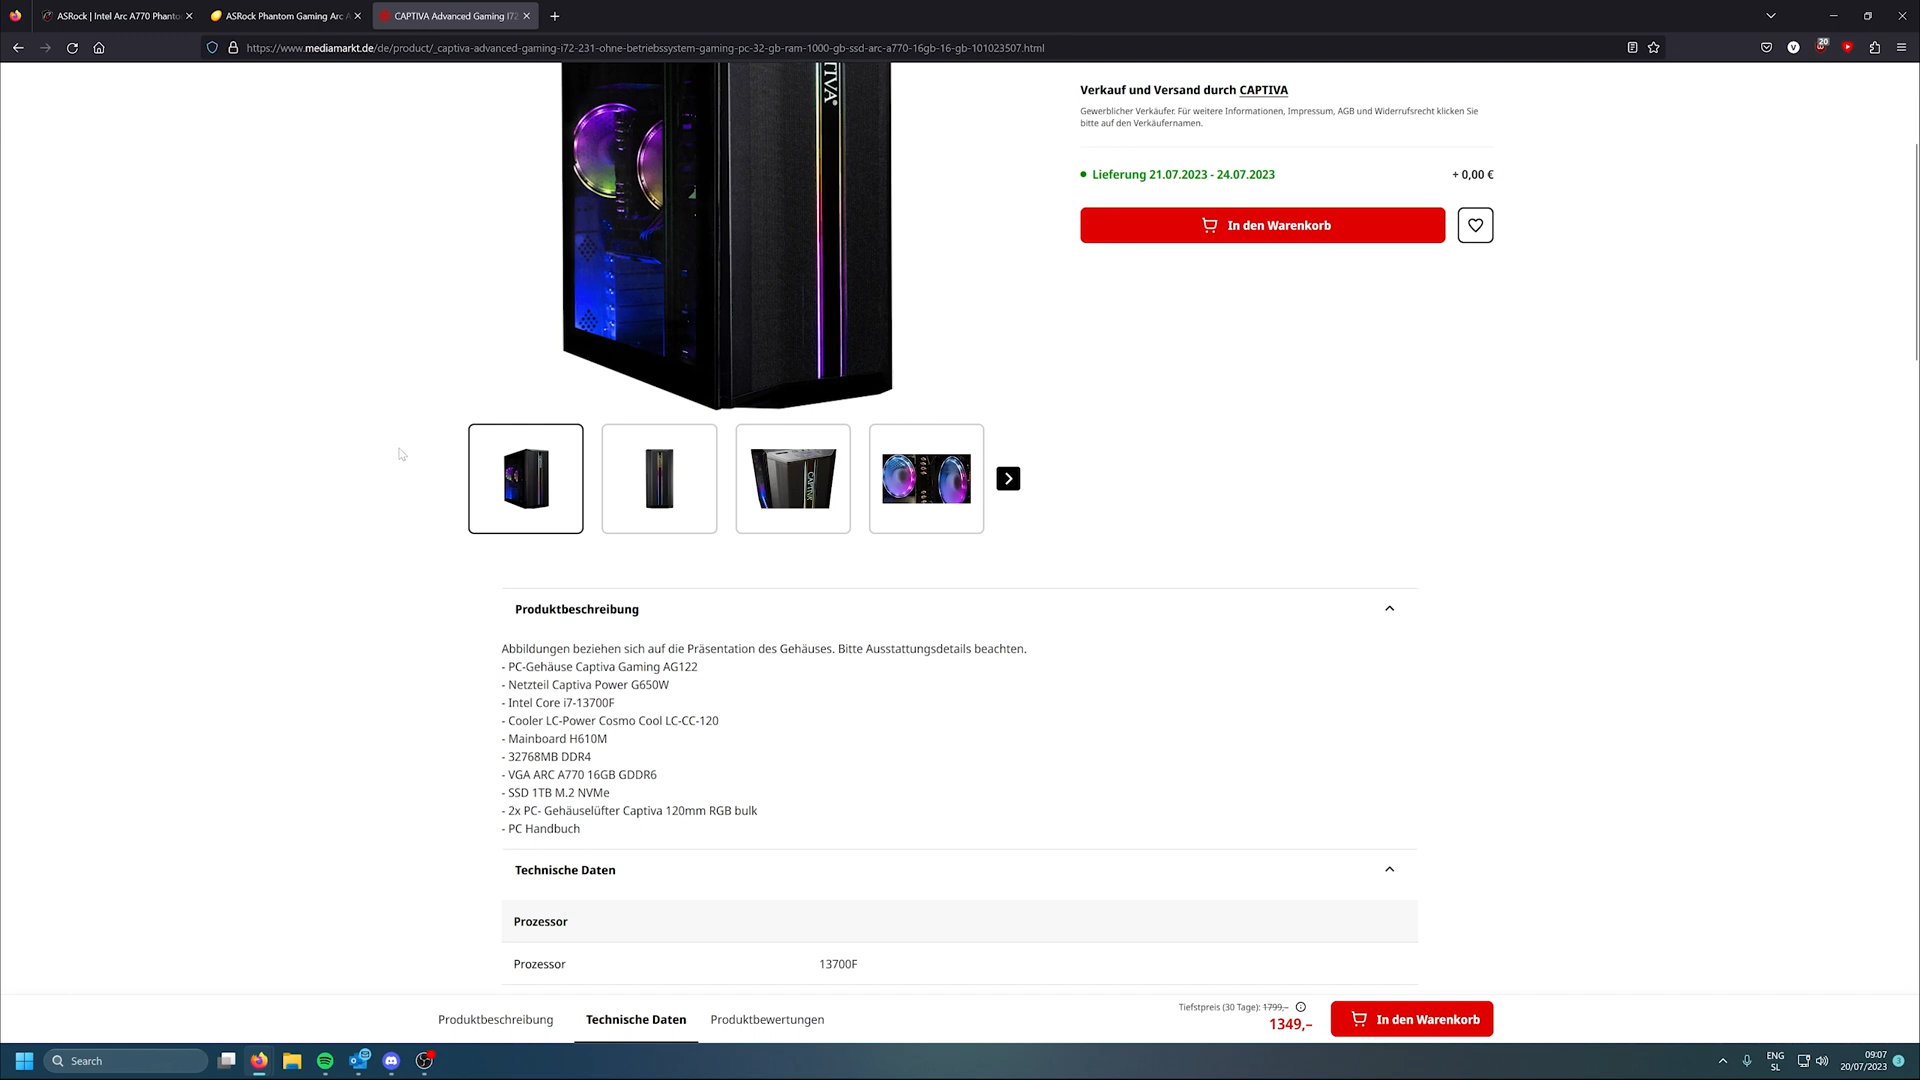 ASRock | Intel Arc A770 Phanto
ASRock Phantom Gaming Arc A
CAPTIVA Advanced Gaming I72
https://www.mediamarkt.de/de/product/_captiva-advanced-gaming-i72-231-ohne-betriebssystem-gaming-pc-32-gb-ram-1000-gb-ssd-arc-a770-16gb-16-gb-101023507.html
20
V
TIVA
Verkauf und Versand durch CAPTIVA
Gewerblicher Verkäufer. Für weitere Informationen, Impressum, AGB und Widerrufsrecht klicken Sie
bitte auf den Verkäufernamen.
Lieferung 21.07.2023 - 24.07.2023
+ 0,00 €
In den Warenkorb
Produktbeschreibung
Abbildungen beziehen sich auf die Präsentation des Gehäuses. Bitte Ausstattungsdetails beachten.
- PC-Gehäuse Captiva Gaming AG122
- Netzteil Captiva Power G650W
- Intel Core i7-13700F
- Cooler LC-Power Cosmo Cool LC-CC-120
- Mainboard H610M
- 32768MB DDR4
- VGA ARC A770 16GB GDDR6
- SSD 1TB M.2 NVMe
- 2x PC- Gehäuselüfter Captiva 120mm RGB bulk
- PC Handbuch
Technische Daten
Prozessor
Prozessor 13700F
Produktbeschreibung Technische Daten Produktbewertungen
Tiefstpreis (30 Tage): 1799,–
1349,–
In den Warenkorb
Search
ENG
SL
09:07
20/07/2023
3